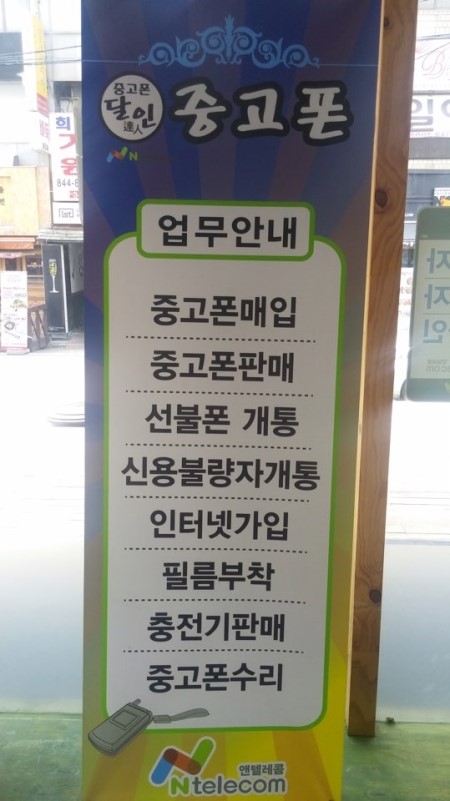 중고폰
달인
達人
중고폰
N
업무안내
중고폰매입
중고폰판매
선불폰 개통
신용불량자개통
인터넷가입
필름부착
충전기판매
중고폰수리
앤텔레콤
Ntelecom
희
844-8